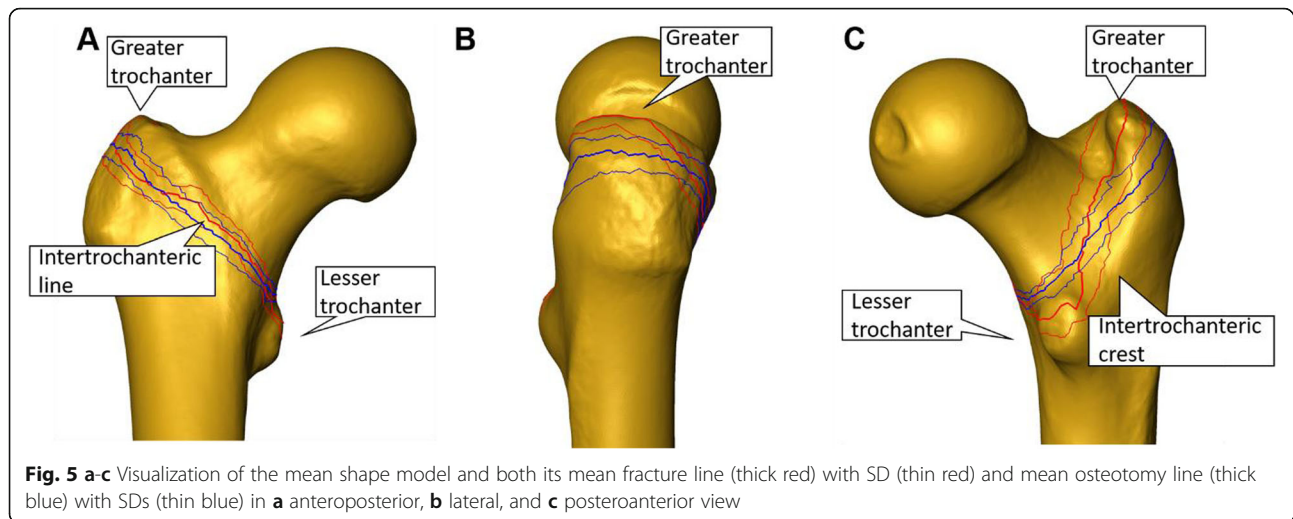 A
Greater
trochanter
Intertrochanteric
line
Lesser
trochanter
B
Greater
trochanter
C
Greater
trochanter
Lesser
trochanter
Intertrochanteric
crest
Fig. 5 a-c Visualization of the mean shape model and both its mean fracture line (thick red) with SD (thin red) and mean osteotomy line (thick
blue) with SDs (thin blue) in a anteroposterior, b lateral, and c posteroanterior view